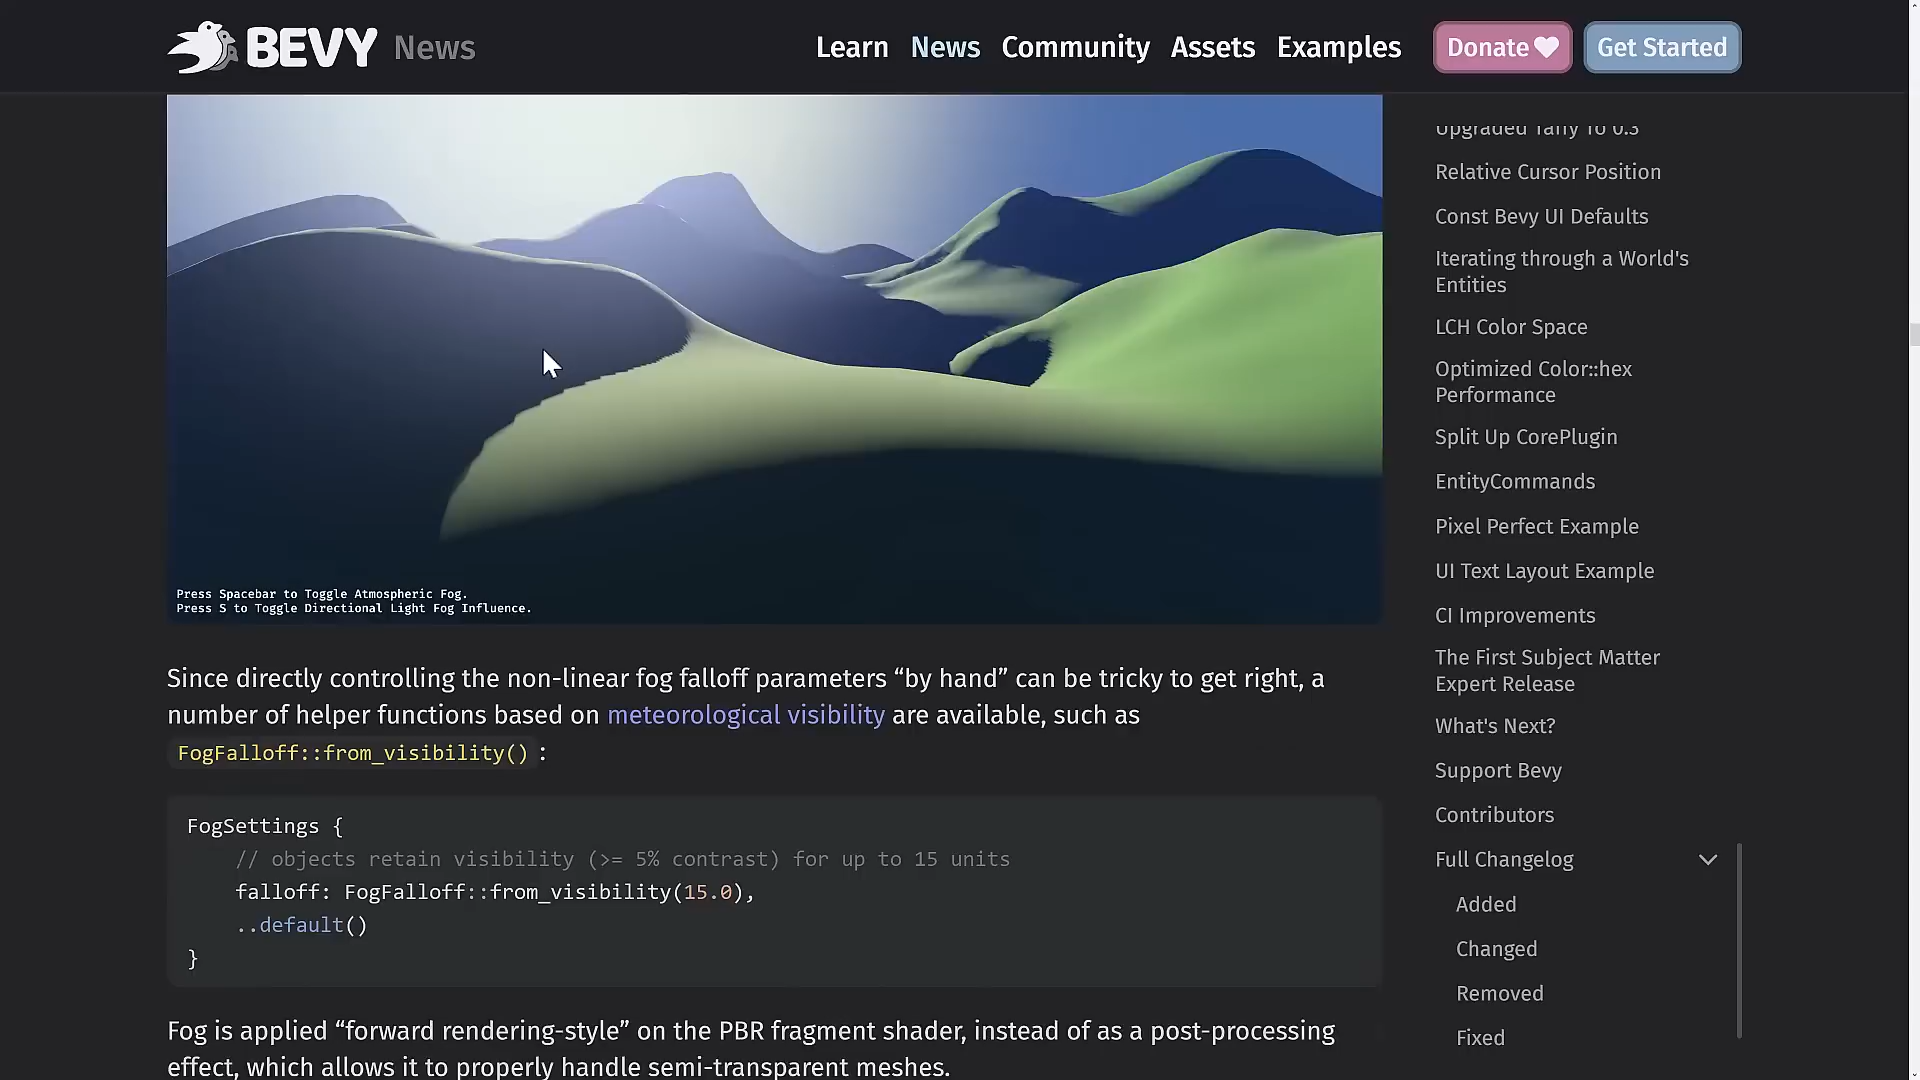 BEVY News
Learn News Community Assets Examples Donate Get Started
Press Spacebar to Toggle Atmospheric Fog.
Press S to Toggle Directional Light Fog Influence.
Since directly controlling the non-linear fog falloff parameters “by hand” can be tricky to get right, a
number of helper functions based on meteorological visibility are available, such as
FogFalloff::from_visibility() :
FogSettings {
    // objects retain visibility (>= 5% contrast) for up to 15 units
    falloff: FogFalloff::from_visibility(15.0),
    ..default()
}
Fog is applied “forward rendering-style” on the PBR fragment shader, instead of as a post-processing
effect, which allows it to properly handle semi-transparent meshes.
Upgraded Taffy To 0.3
Relative Cursor Position
Const Bevy UI Defaults
Iterating through a World's
Entities
LCH Color Space
Optimized Color::hex
Performance
Split Up CorePlugin
EntityCommands
Pixel Perfect Example
UI Text Layout Example
CI Improvements
The First Subject Matter
Expert Release
What's Next?
Support Bevy
Contributors
Full Changelog
Added
Changed
Removed
Fixed